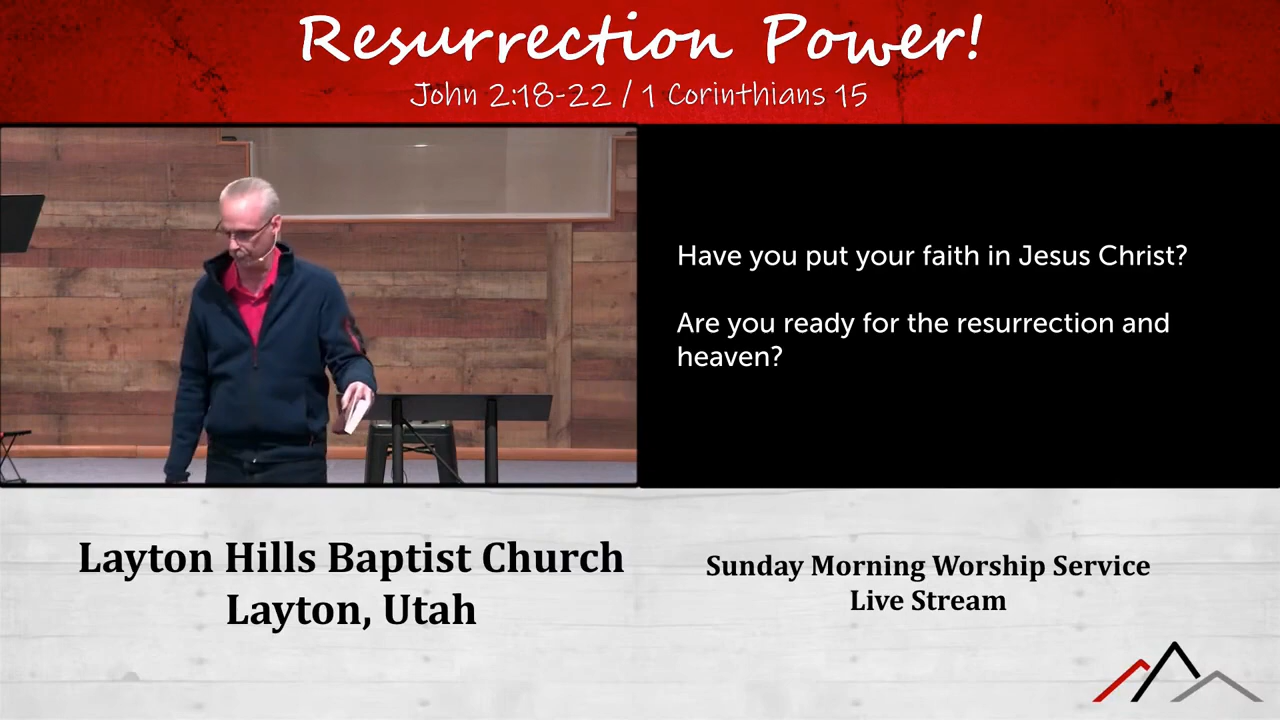 Resurrection Power!
John 2:18-22 / 1 Corinthians 15
Have you put your faith in Jesus Christ?
Are you ready for the resurrection and
heaven?
Layton Hills Baptist Church
Layton, Utah
Sunday Morning Worship Service
Live Stream